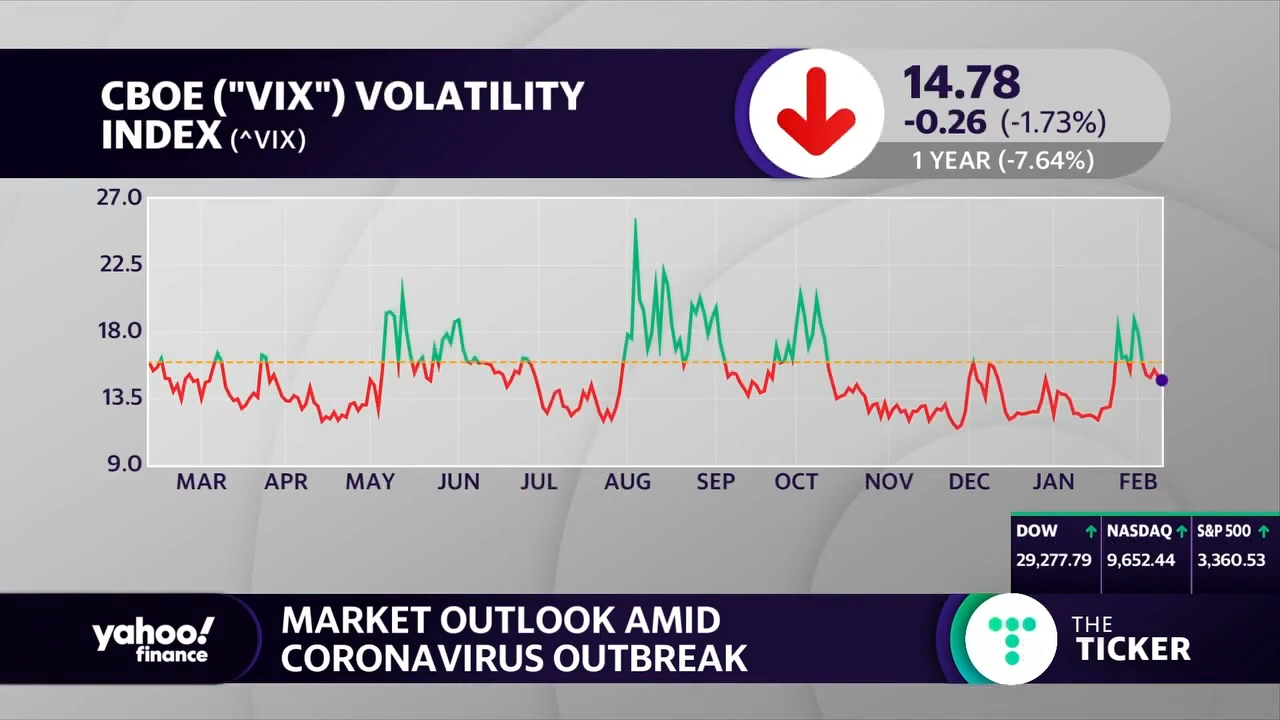 CBOE ("VIX") VOLATILITY
INDEX (^VIX)
14.78
-0.26 (-1.73%)
1 YEAR (-7.64%)
27.0
22.5
18.0
13.5
9.0
MAR APR MAY JUN JUL AUG SEP OCT NOV DEC JAN FEB
DOW NASDAQ S&P 500
29,277.79 9,652.44 3,360.53
yahoo!
finance
MARKET OUTLOOK AMID
CORONAVIRUS OUTBREAK
THE
TICKER